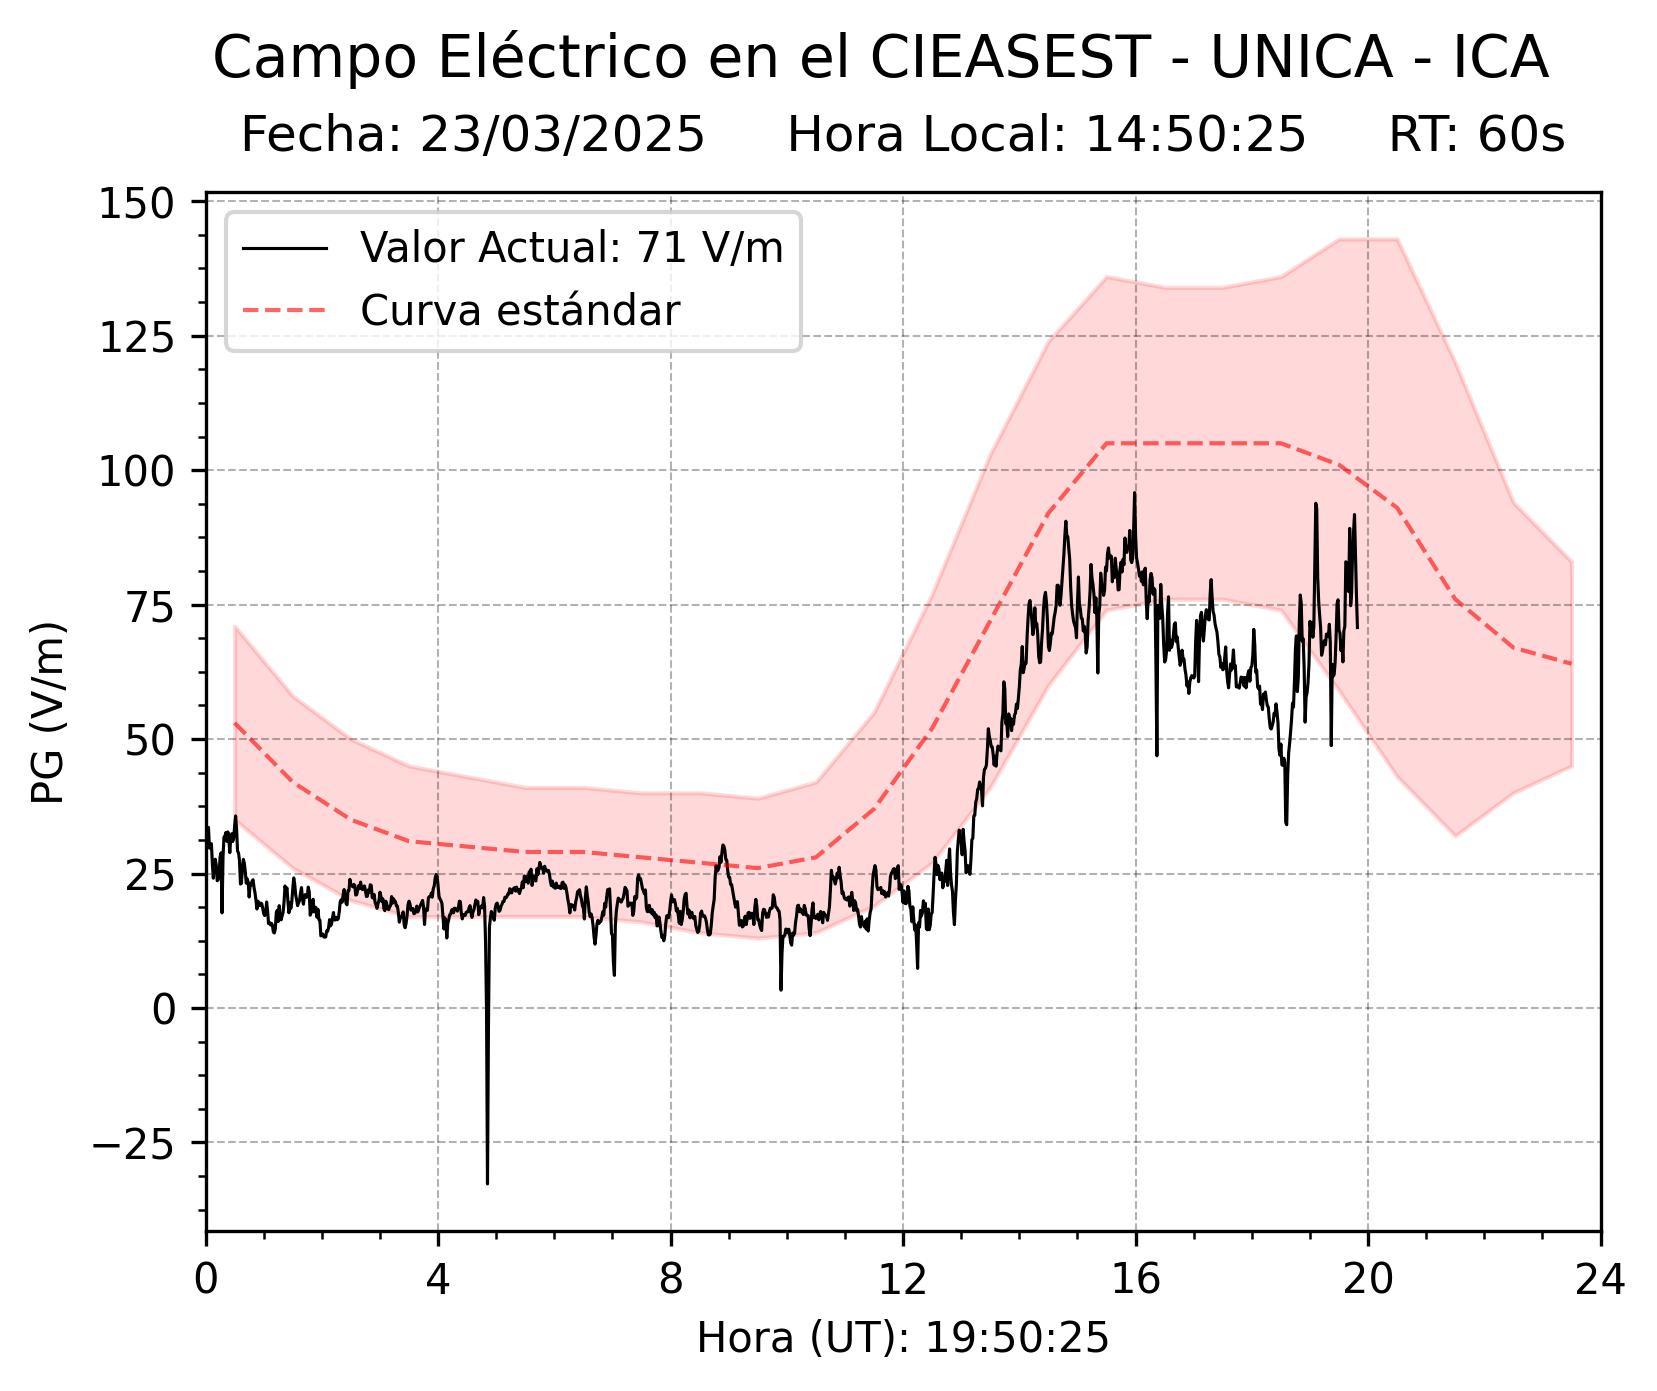 Campo Eléctrico en el CIEASEST - UNICA - ICA
Fecha: 23/03/2025 Hora Local: 14:50:25 RT: 60s
Valor Actual: 71 V/m
Curva estándar
150
125
100
75
50
25
0
−25
PG (V/m)
0 4 8 12 16 20 24
Hora (UT): 19:50:25